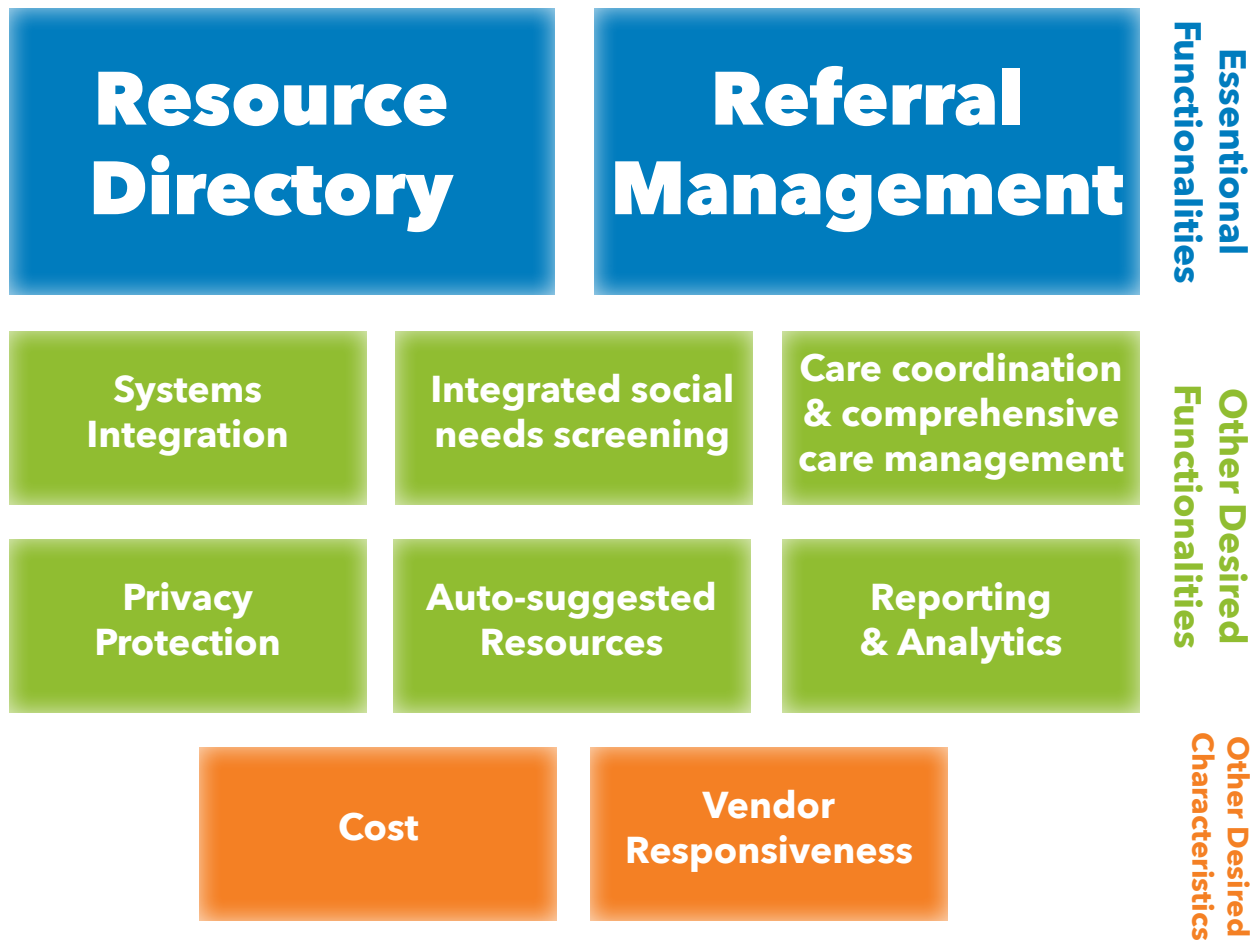 Resource
Directory
Referral
Management
Essentional
Functionalities
Systems
Integration
Integrated social
needs screening
Care coordination
& comprehensive
care management
Privacy
Protection
Auto-suggested
Resources
Reporting
& Analytics
Other Desired
Functionalities
Cost
Vendor
Responsiveness
Other Desired
Characteristics